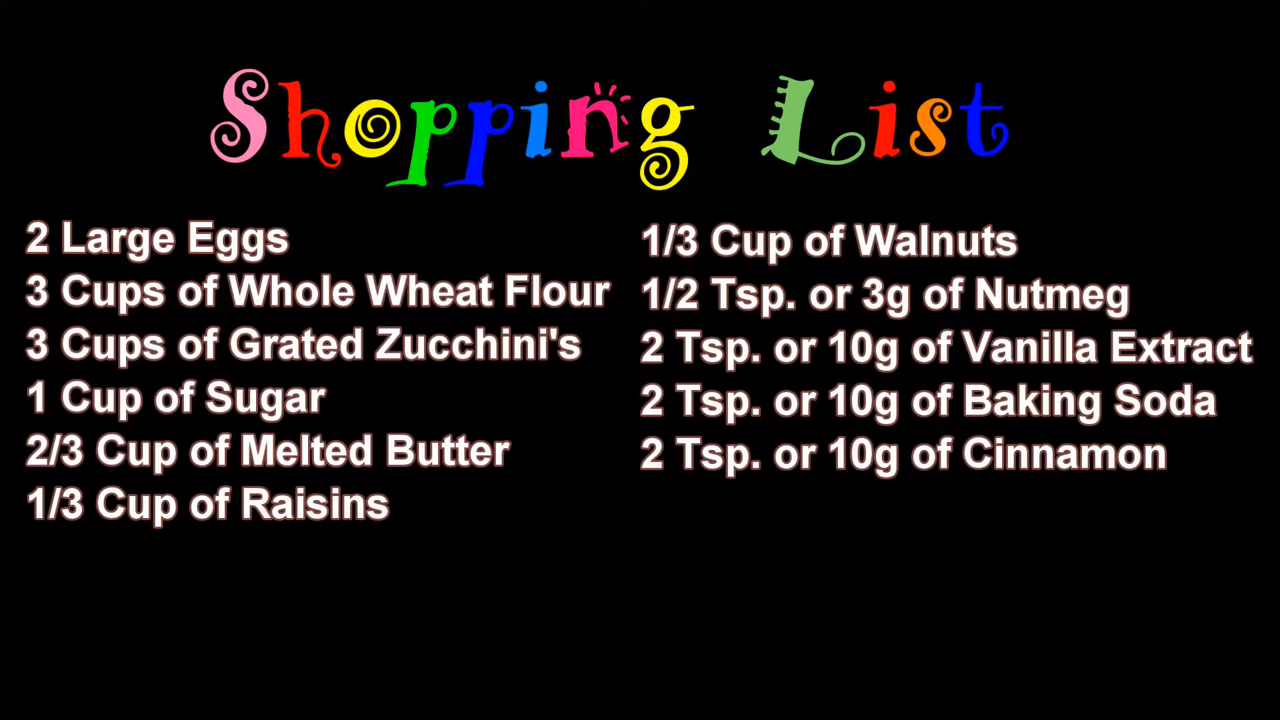 Shopping List
2 Large Eggs
3 Cups of Whole Wheat Flour
3 Cups of Grated Zucchini's
1 Cup of Sugar
2/3 Cup of Melted Butter
1/3 Cup of Raisins
1/3 Cup of Walnuts
1/2 Tsp. or 3g of Nutmeg
2 Tsp. or 10g of Vanilla Extract
2 Tsp. or 10g of Baking Soda
2 Tsp. or 10g of Cinnamon